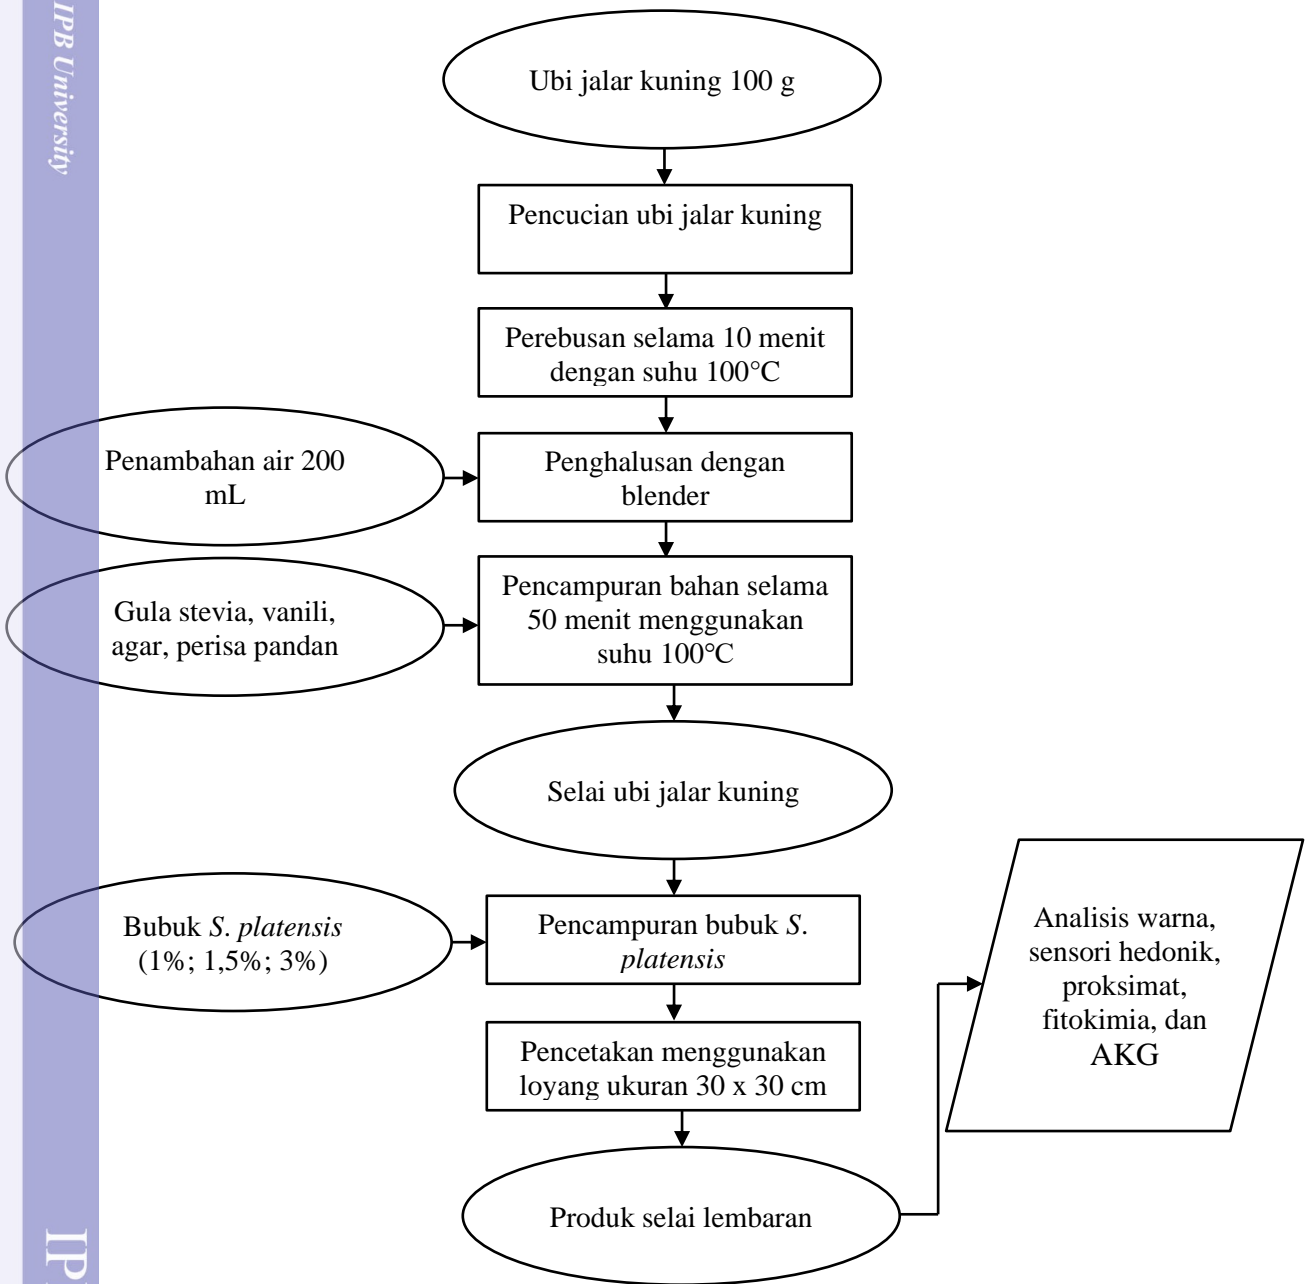 IPB University
Ubi jalar kuning 100 g
Pencucian ubi jalar kuning
Perebusan selama 10 menit
dengan suhu 100°C
Penambahan air 200
mL
Penghalusan dengan
blender
Gula stevia, vanili,
agar, perisa pandan
Pencampuran bahan selama
50 menit menggunakan
suhu 100°C
Selai ubi jalar kuning
Bubuk S. platensis
(1%; 1,5%; 3%)
Pencampuran bubuk S.
platensis
Pencetakan menggunakan
loyang ukuran 30 x 30 cm
Produk selai lembaran
Analisis warna,
sensori hedonik,
proksimat,
fitokimia, dan
AKG
IP